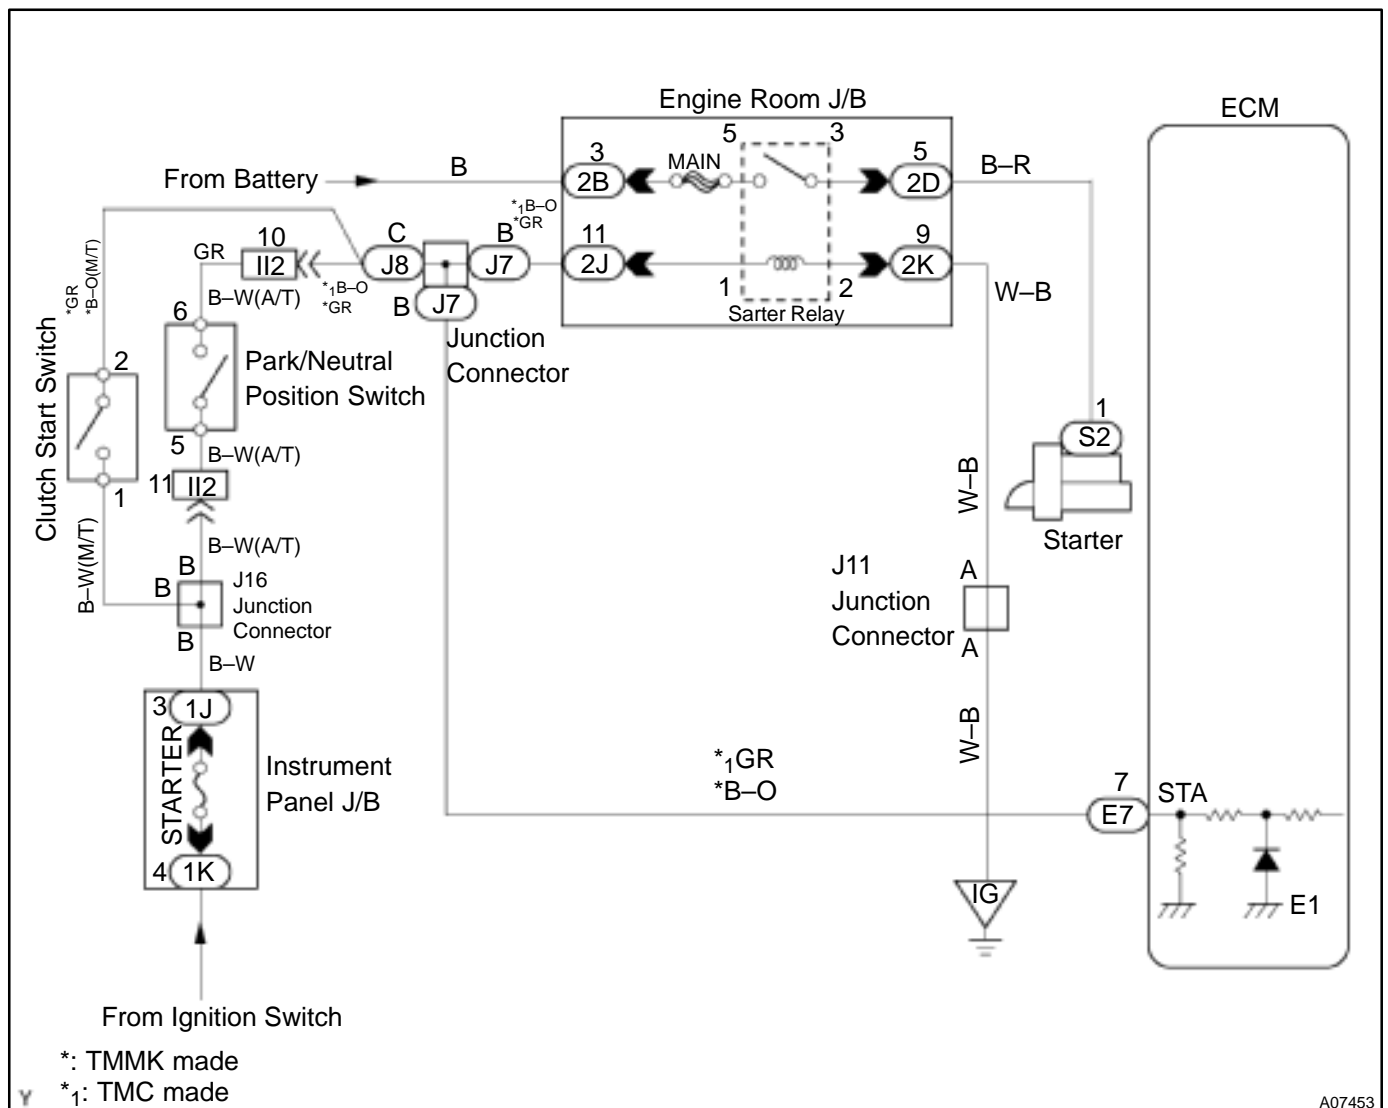 Engine Room J/B
ECM
5 3
3 MAIN 5
From Battery B 2B 2D B–R
*1B–O
*GR
C B 11 9
GR 10
II2 J8 J7 2J 2K
*1B–O
*GR
B–W(A/T)
B J7
1 2
Sarter Relay
W–B
Junction
Connector
*GR
*B–O(M/T)
6
Park/Neutral
Position Switch
5
2
Clutch Start Switch
1
B–W(A/T)
11 II2
B–W(M/T)
B–W(A/T)
B
B
J16
Junction
Connector
B
B–W
1
S2
Starter
W–B
J11
Junction
Connector
A
A
W–B
3 1J
STARTER
Instrument
Panel J/B
4 1K
*1GR
*B–O
7
E7 STA
E1
IG
From Ignition Switch
*: TMMK made
*1: TMC made
Y
A07453